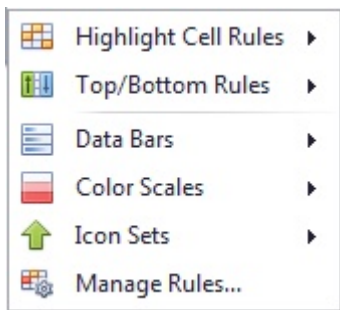 Highlight Cell Rules
Top/Bottom Rules
Data Bars
Color Scales
Icon Sets
Manage Rules...